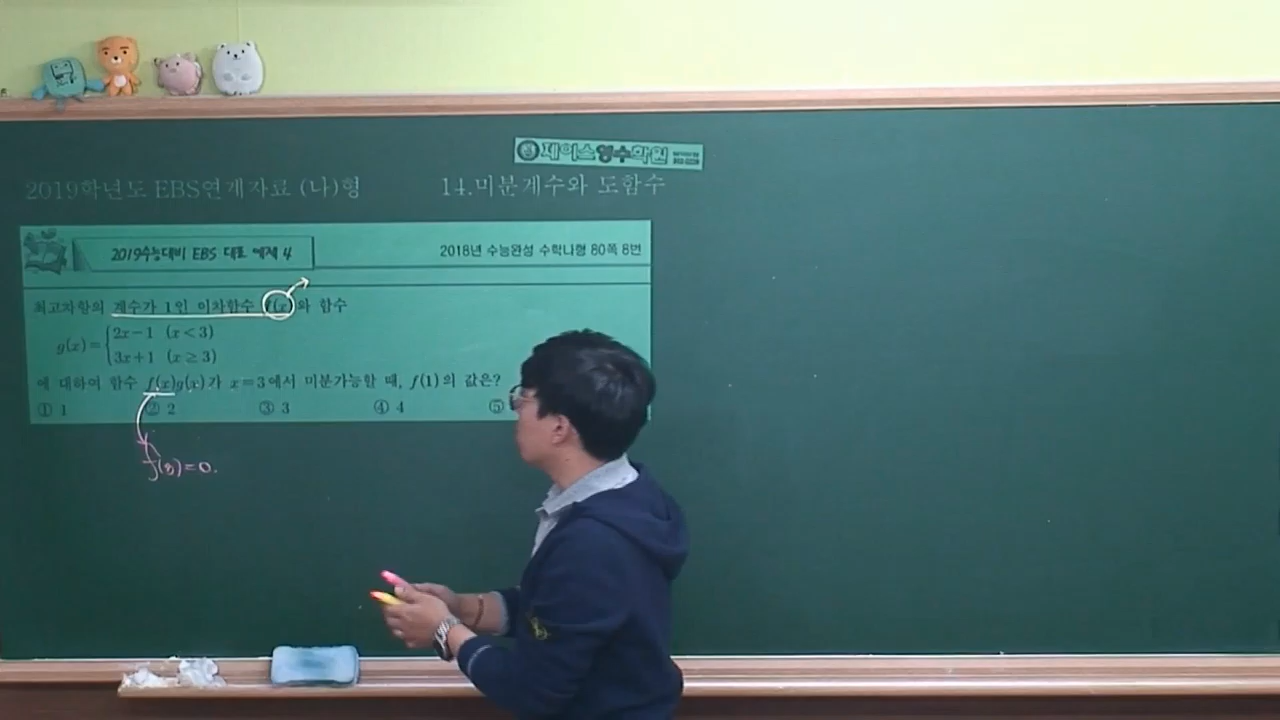 제이스영수학원
2019학년도 EBS연계자료 (나)형 14.미분계수와 도함수
2019수능대비 EBS 대표 예제 4 2018년 수능완성 수학나형 80쪽 8번
최고차항의 계수가 1인 이차함수 f(x)와 함수
g(x)= { 2x-1 (x<3)
3x+1 (x≥3)
에 대하여 함수 f(x)g(x)가 x=3에서 미분가능할 때, f(1)의 값은?
① 1 ② 2 ③ 3 ④ 4 ⑤
f(3)=0.